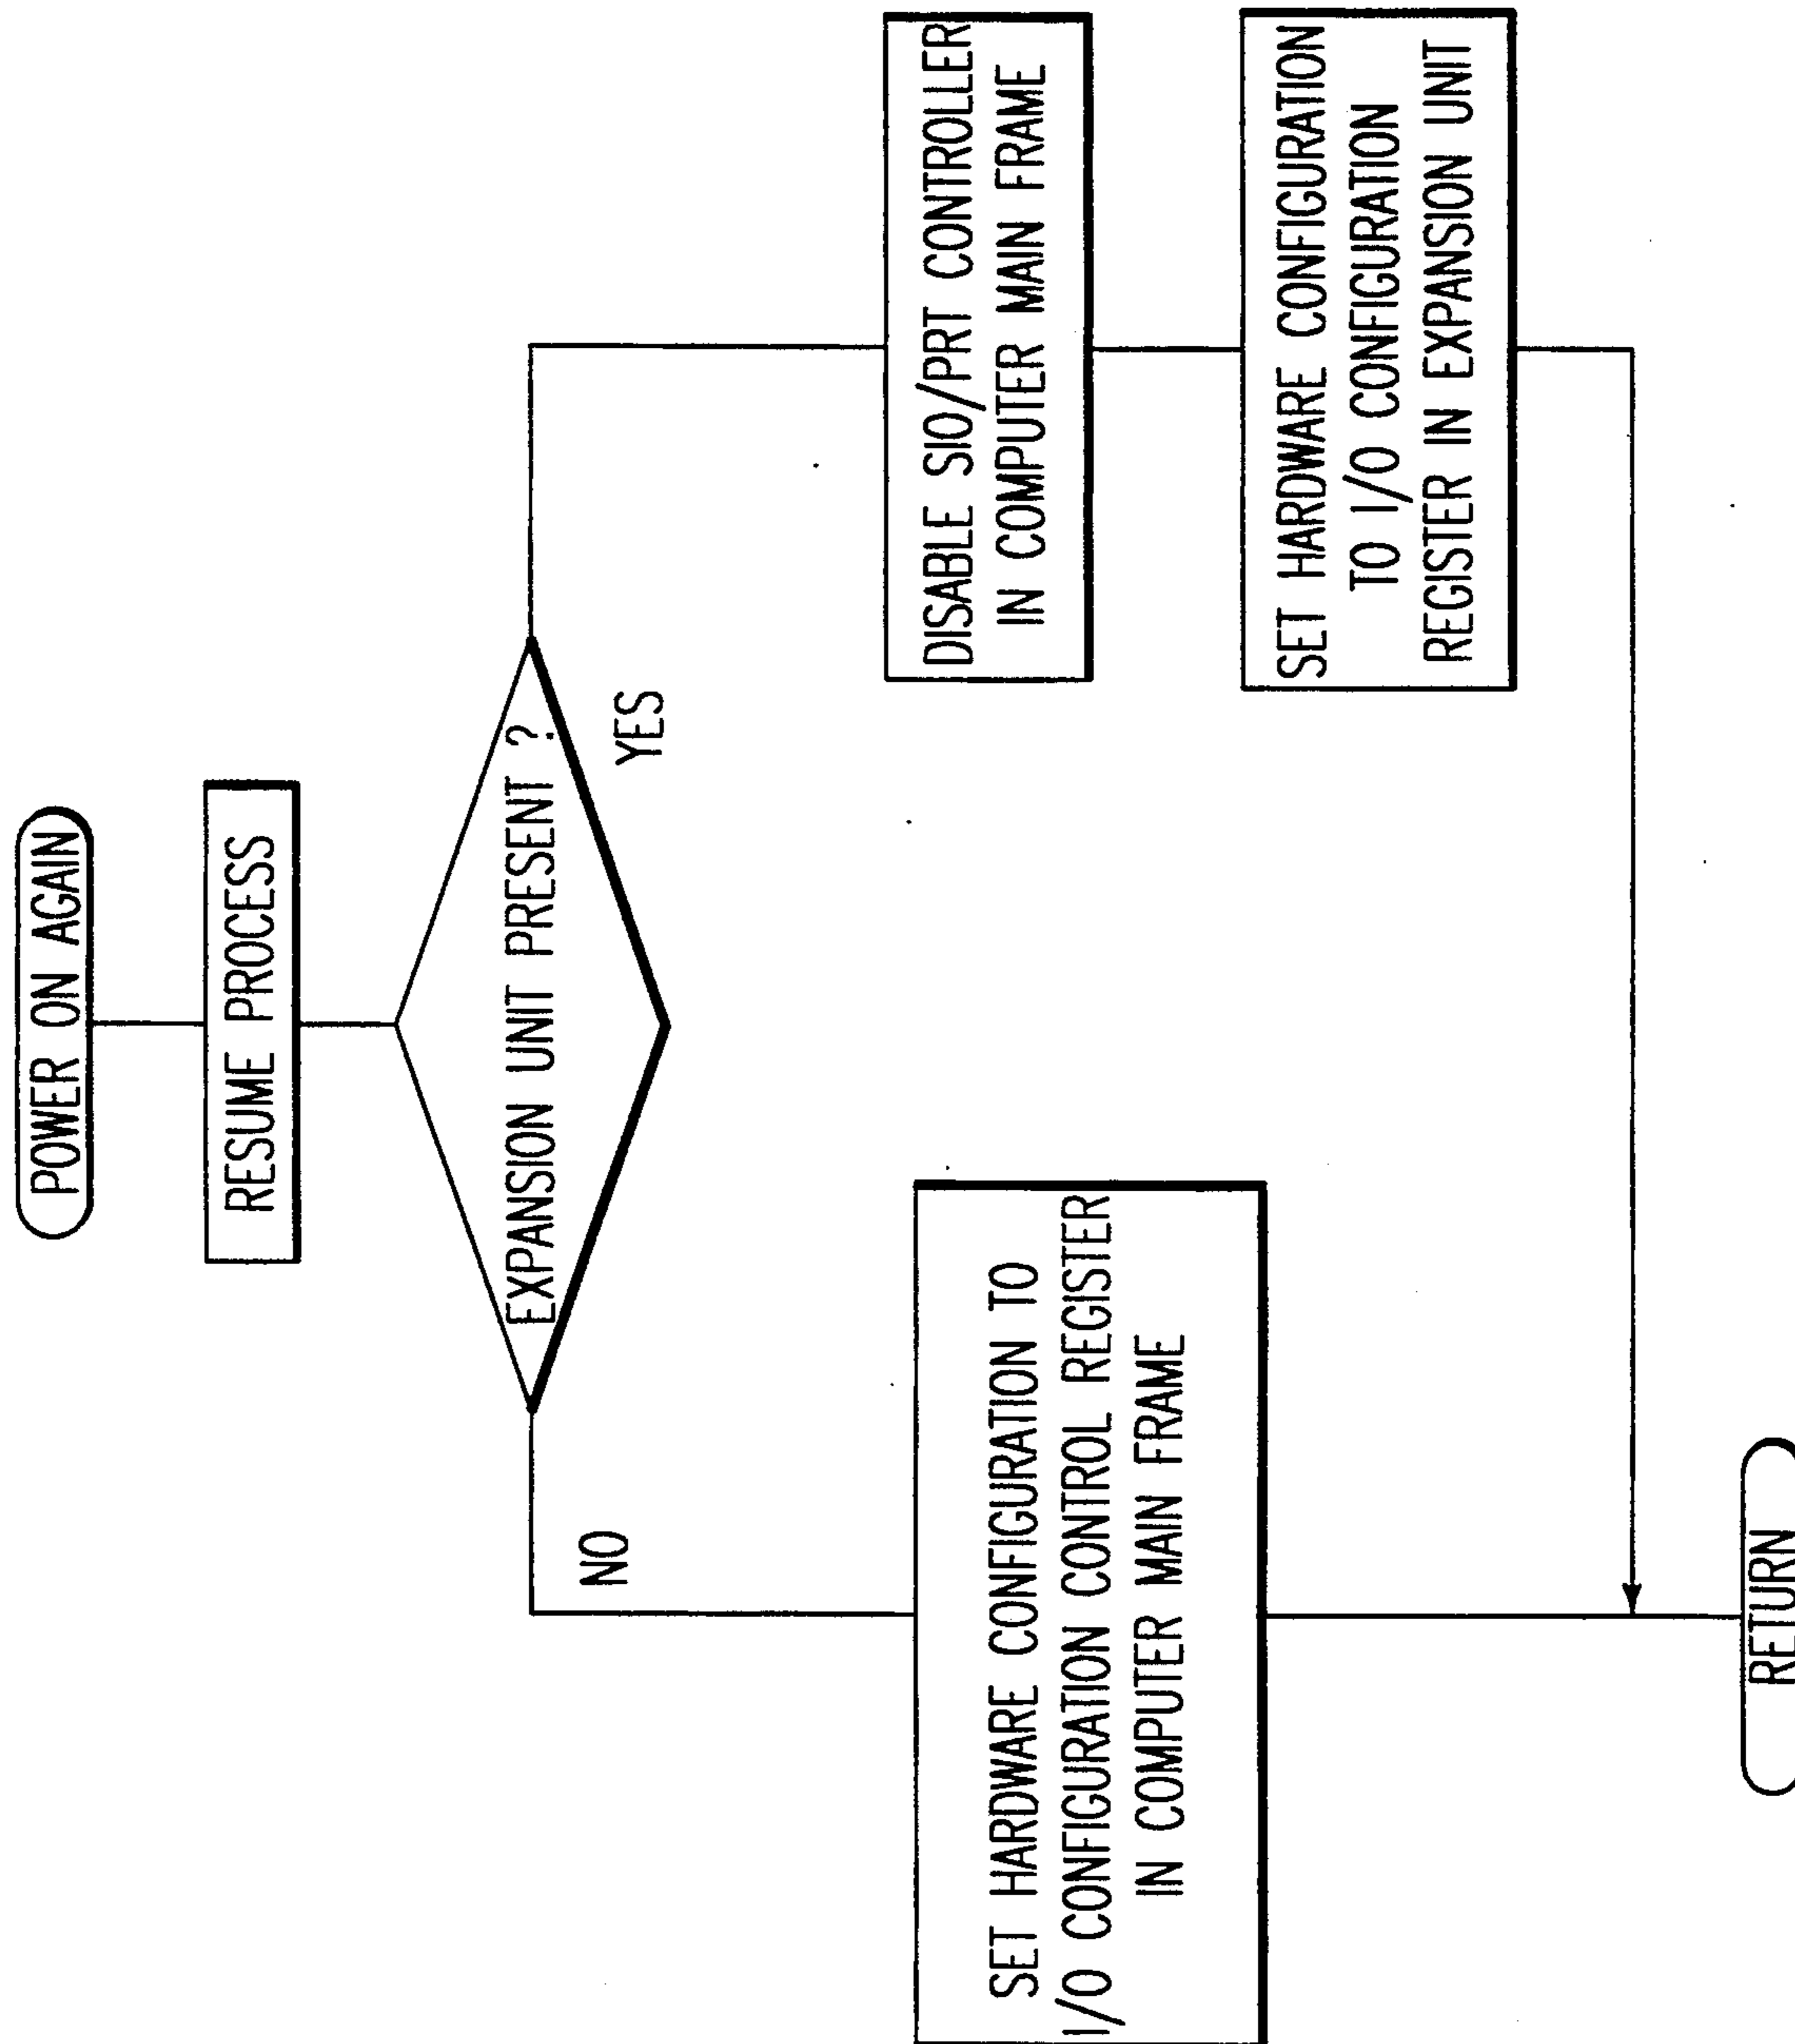 POWER ON AGAIN
RESUME PROCESS
EXPANSION UNIT PRESENT ?
NO
YES
SET HARDWARE CONFIGURATION TO
I/O CONFIGURATION CONTROL REGISTER
IN COMPUTER MAIN FRAME
DISABLE SIO/PRT CONTROLLER
IN COMPUTER MAIN FRAME
SET HARDWARE CONFIGURATION
TO I/O CONFIGURATION
REGISTER IN EXPANSION UNIT
RETURN